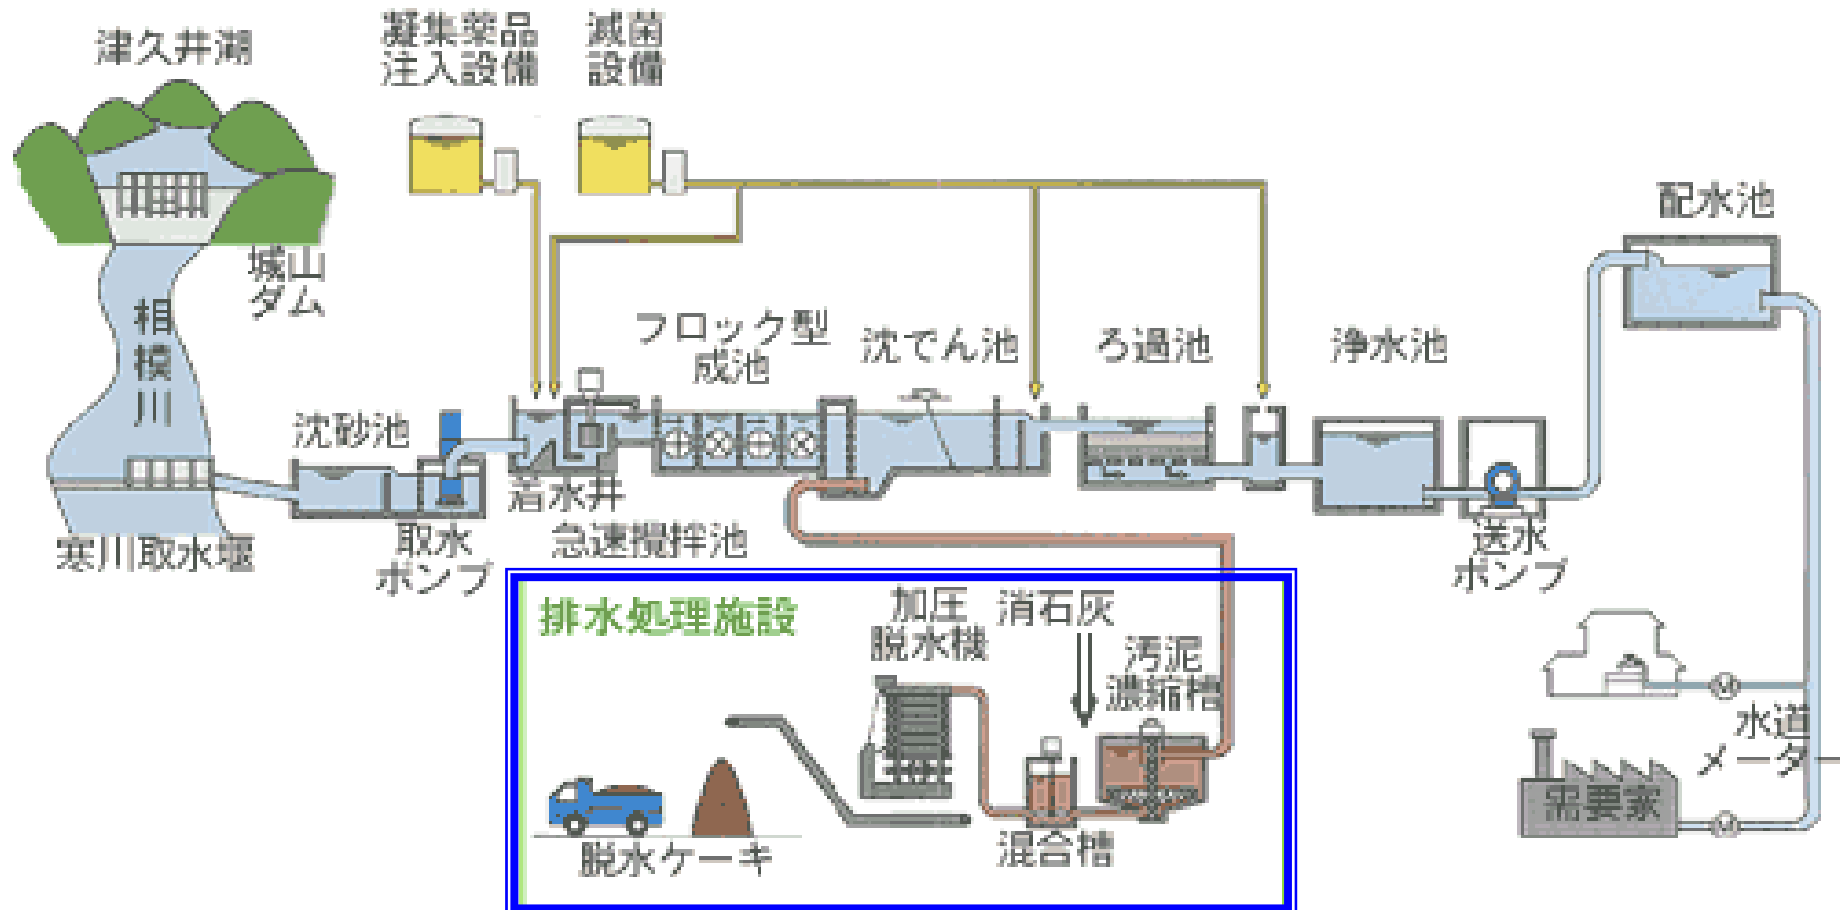 津久井湖
凝集薬品
注入設備
滅菌
設備
城山
ダム
相模川
寒川取水堰
沈砂池
取水
ポンプ
着水井
急速攪拌池
フロック型
成池
沈てん池
ろ過池
浄水池
送水
ポンプ
配水池
水道
メーター
需要家
M
M
排水処理施設
加圧
脱水機
消石灰
汚泥
濃縮槽
混合槽
脱水ケーキ